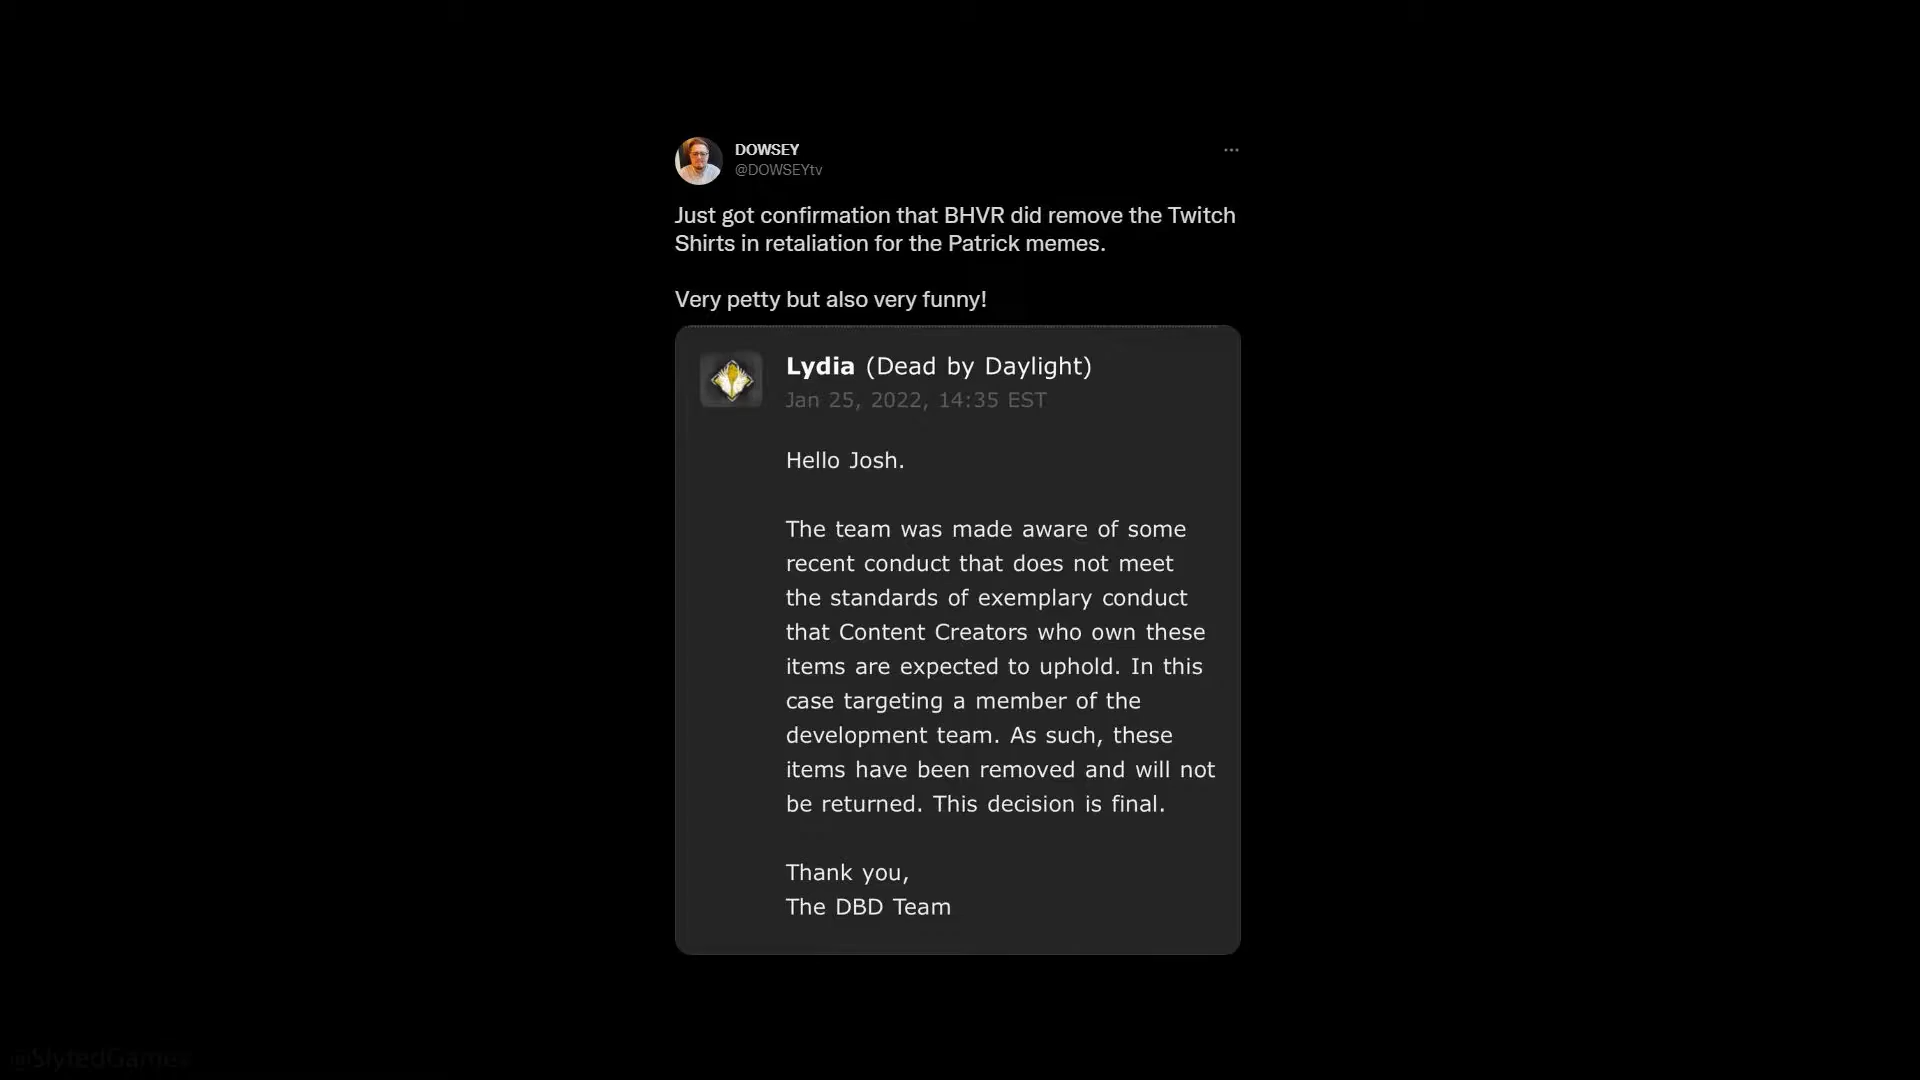 DOWSEY
@DOWSEYtv
Just got confirmation that BHVR did remove the Twitch
Shirts in retaliation for the Patrick memes.
Very petty but also very funny!
Lydia (Dead by Daylight)
Jan 25, 2022, 14:35 EST
Hello Josh.
The team was made aware of some
recent conduct that does not meet
the standards of exemplary conduct
that Content Creators who own these
items are expected to uphold. In this
case targeting a member of the
development team. As such, these
items have been removed and will not
be returned. This decision is final.
Thank you,
The DBD Team
@SlyfedGames